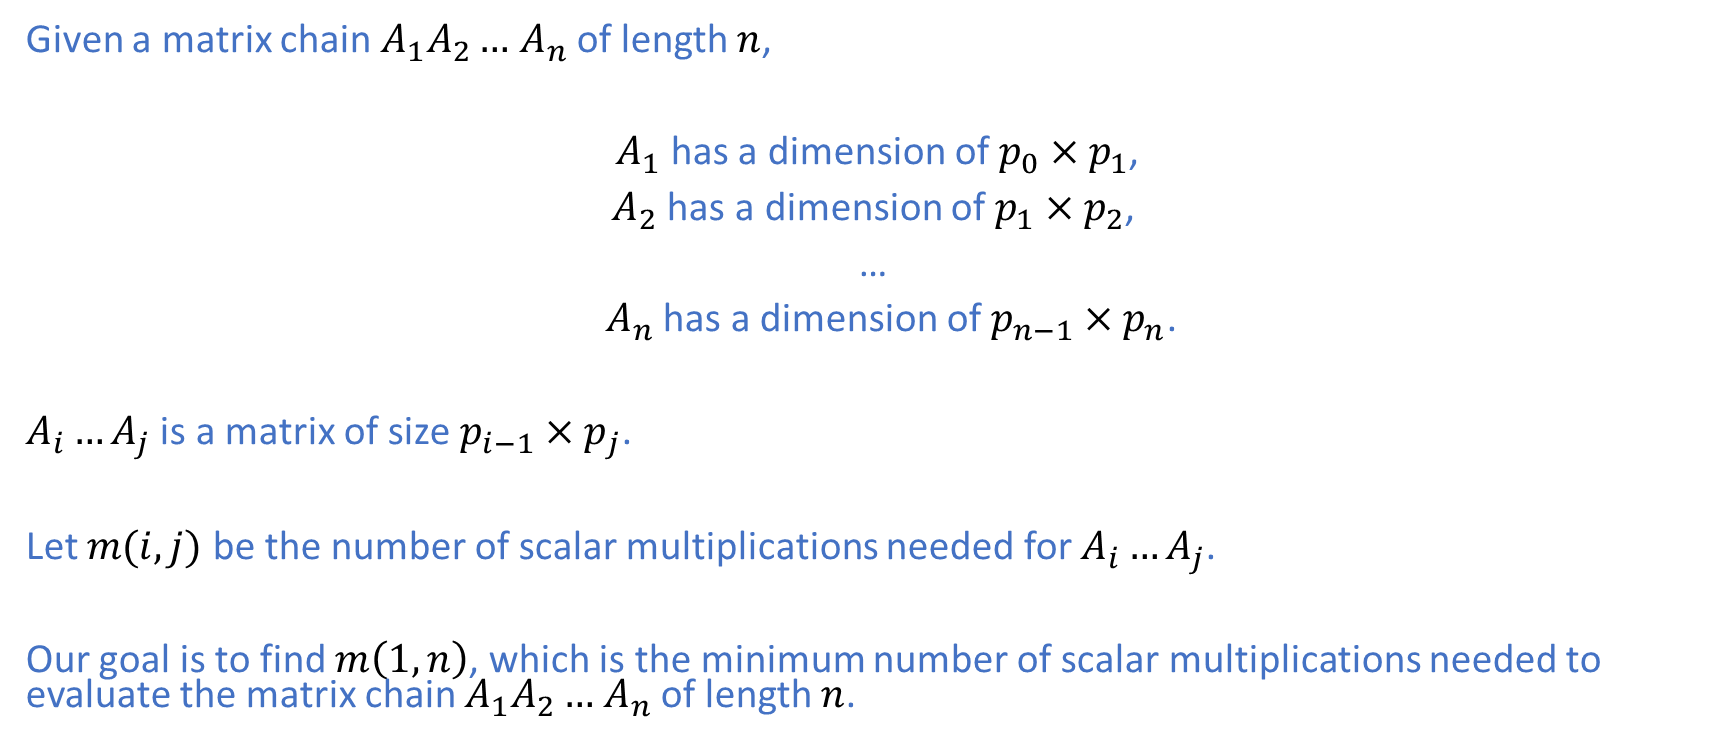 Given a matrix chain A₁A₂ … Aₙ of length n,
A₁ has a dimension of p₀ × p₁,
A₂ has a dimension of p₁ × p₂,
…
Aₙ has a dimension of pₙ₋₁ × pₙ.
Aᵢ … Aⱼ is a matrix of size pᵢ₋₁ × pⱼ.
Let m(i, j) be the number of scalar multiplications needed for Aᵢ … Aⱼ.
Our goal is to find m(1, n), which is the minimum number of scalar multiplications needed to
evaluate the matrix chain A₁A₂ … Aₙ of length n.